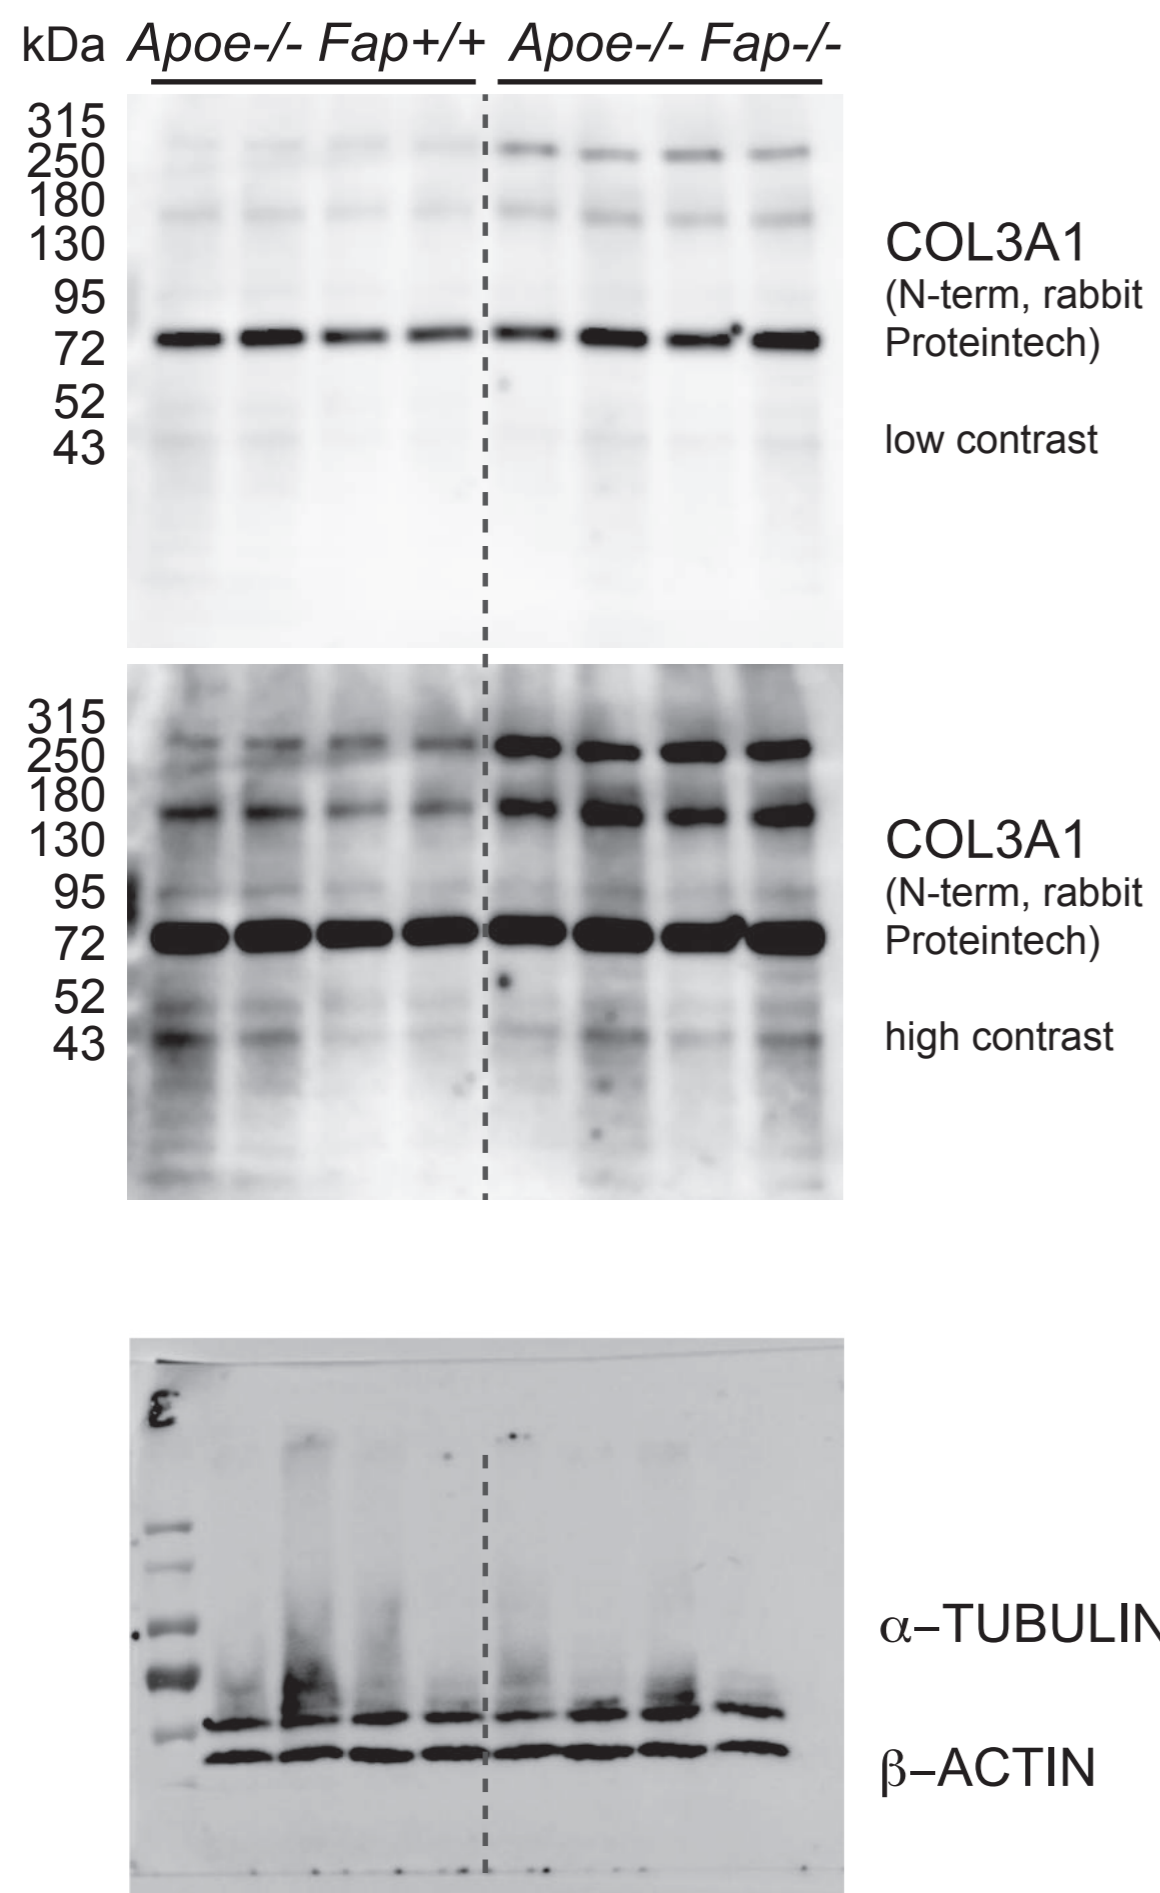 kDa Apoe-/- Fap+/+ Apoe-/- Fap-/-
315
250
180
130
95
72
52
43
COL3A1
(N-term, rabbit
Proteintech)
low contrast
315
250
180
130
95
72
52
43
COL3A1
(N-term, rabbit
Proteintech)
high contrast
α–TUBULIN
β–ACTIN